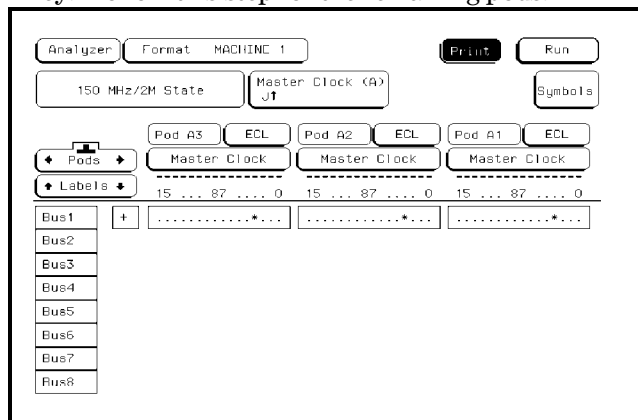 Analyzer Format MACHINE 1 Print Run
150 MHz/2M State Master Clock (A) J↑ Symbols
Pod A3 ECL Pod A2 ECL Pod A1 ECL
Pods Master Clock Master Clock Master Clock
Labels 15 ... 87 .... 0 15 ... 87 .... 0 15 ... 87 .... 0
Bus1 + ............*... ............*... ............*...
Bus2
Bus3
Bus4
Bus5
Bus6
Bus7
Bus8